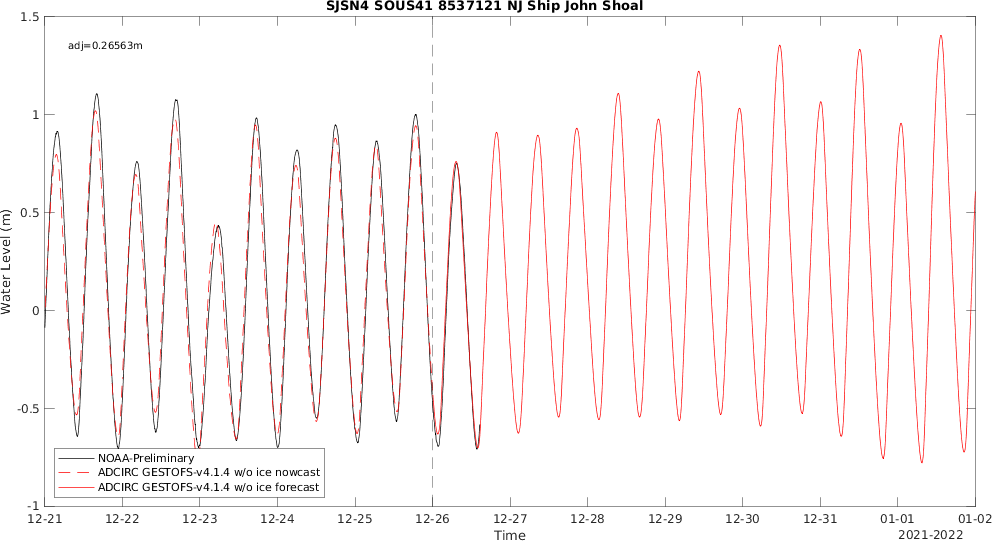 SJSN4 SOUS41 8537121 NJ Ship John Shoal
adj=0.26563m
1.5
1
0.5
0
-0.5
-1
Water Level (m)
NOAA-Preliminary
ADCIRC GESTOFS-v4.1.4 w/o ice nowcast
ADCIRC GESTOFS-v4.1.4 w/o ice forecast
12-21 12-22 12-23 12-24 12-25 12-26 12-27 12-28 12-29 12-30 12-31 01-01 01-02
Time
2021-2022